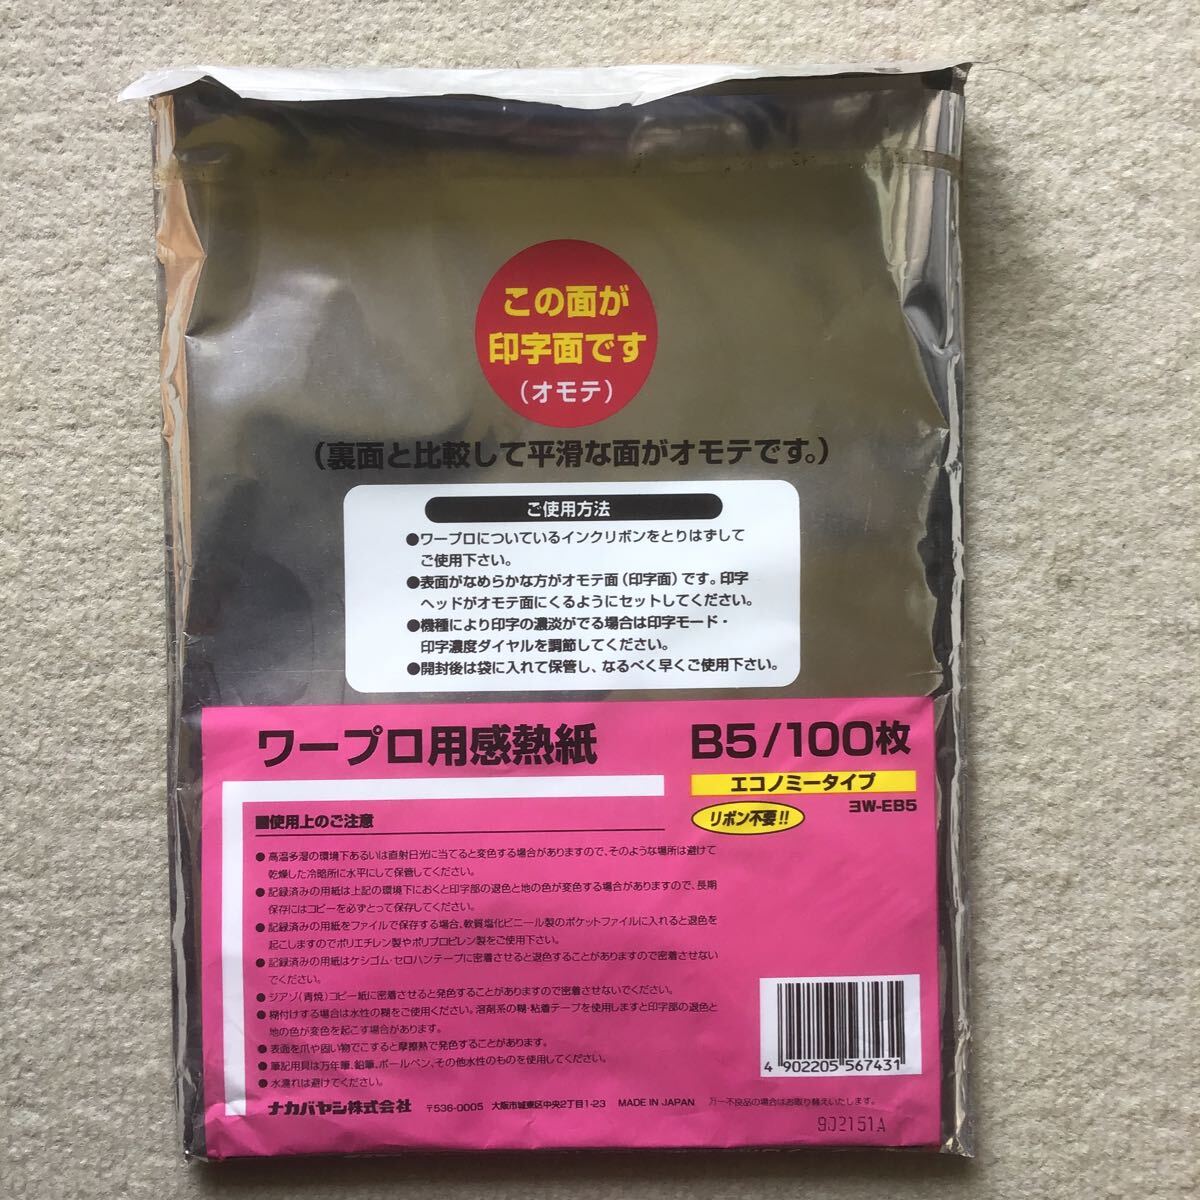 この面が
印字面です
(オモテ)
(裏面と比較して平滑な面がオモテです。)
ご使用方法
●ワープロについているインクリボンをとりはずして
ご使用下さい。
●表面がなめらかな方がオモテ面(印字面)です。印字
ヘッドがオモテ面にくるようにセットしてください。
●機種により印字の濃淡がでる場合は印字モード・
印字濃度ダイヤルを調節してください。
●開封後は袋に入れて保管し、なるべく早くご使用下さい。
ワープロ用感熱紙
B5/100枚
エコノミータイプ
リボン不要!!
ヨW-EB5
■使用上のご注意
●高温多湿の環境下あるいは直射日光に当てると変色する場合がありますので、そのような場所は避けて
乾燥した冷暗所に水平にして保管してください。
●記録済みの用紙は上記の環境下におくと印字部の退色と地の色が変色する場合がありますので、長期
保存にはコピーを必ずとって保存してください。
●記録済みの用紙をファイルで保存する場合、軟質塩化ビニール製のポケットファイルに入れると退色を
起こしますのでポリエチレン製やポリプロピレン製をご使用下さい。
●記録済みの用紙はケシゴム・セロハンテープに密着させると退色することがありますので密着させない
でください。
●ジアゾ(青焼)コピー紙に密着させると発色することがありますので密着させないでください。
●糊付けする場合は水性の糊をご使用ください。溶剤系の糊・粘着テープを使用しますと印字部の退色と
地の色が変色を起こす場合があります。
●表面を爪や固い物でこすると摩擦熱で発色することがあります。
●筆記用具は万年筆、鉛筆、ボールペン、その他水性のものを使用してください。
●水濡れは避けてください。
4 902205 567431
ナカバヤシ株式会社 〒536-0005 大阪市城東区中央2丁目1-23 MADE IN JAPAN 万一不良品の場合はお取り替えいたします。
902151A